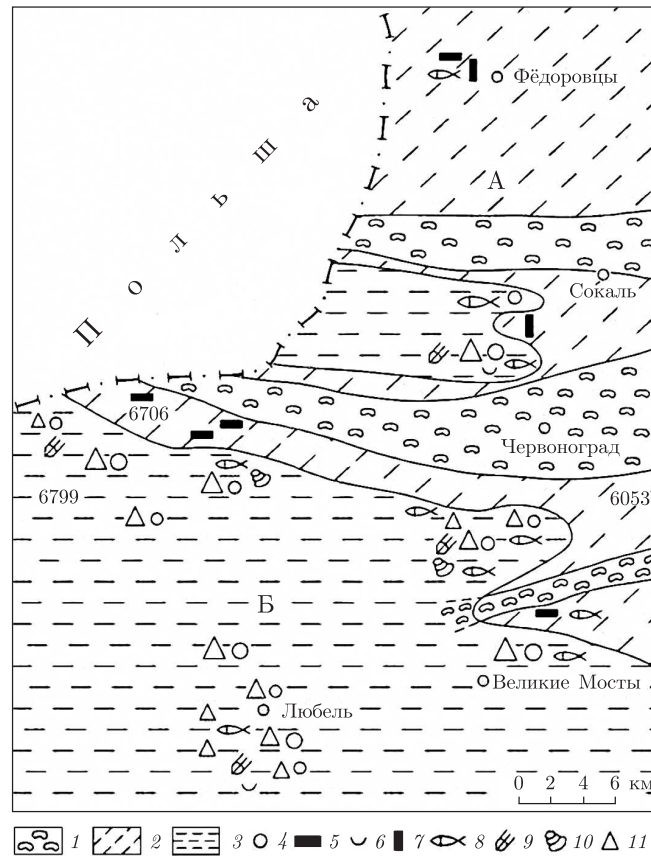 Фёдоровцы
Польша
А
Сокаль
6706
Червоноград
6799
6053
Б
Великие Мосты
Любель
0 2 4 6 км
1 2 3 4 5 6 7 8 9 10 11